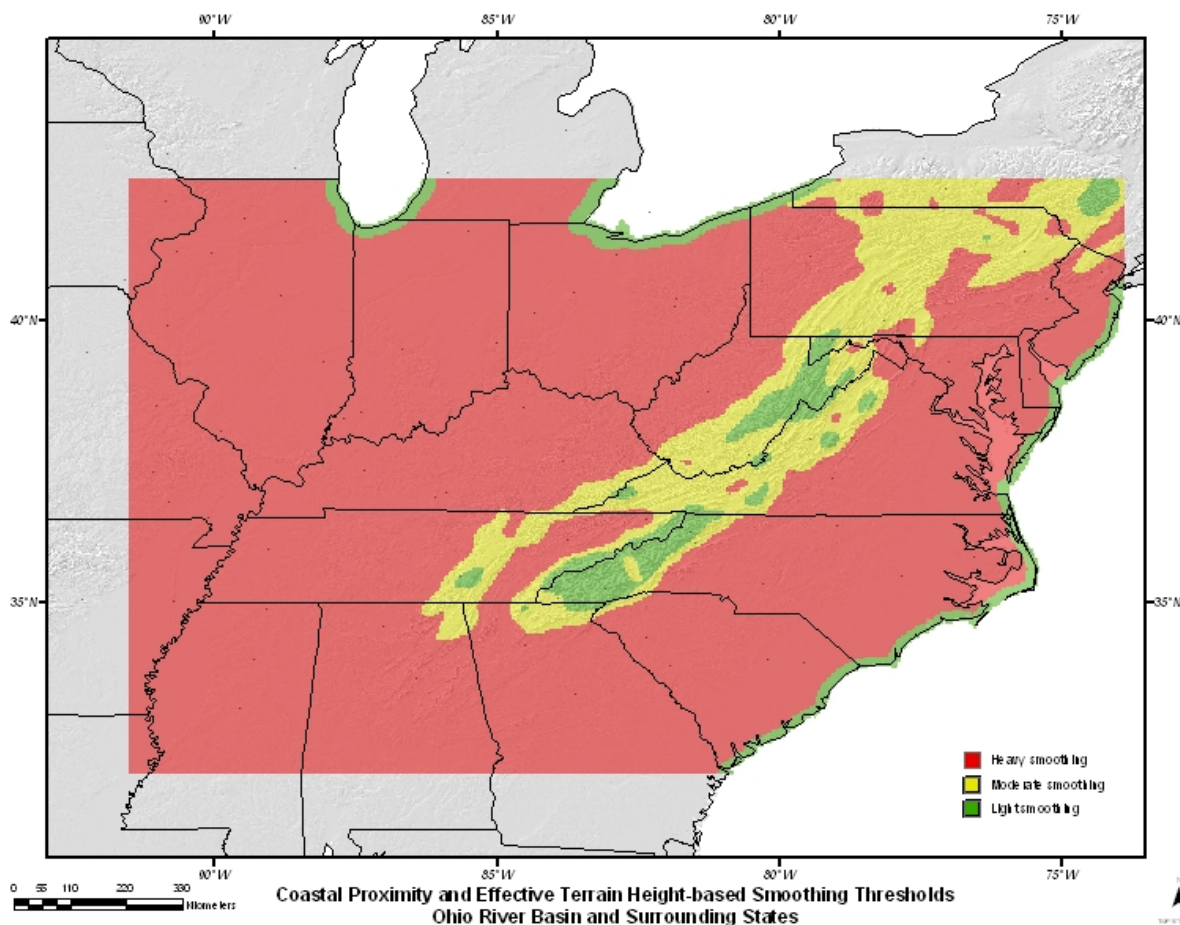 90°W 85°W 80°W 75°W
40°N 40°N
35°N 35°N
Heavy smoothing
Moderate smoothing
Light smoothing
90°W 85°W 80°W 75°W
0 55 110 220 330
Kilometers
Coastal Proximity and Effective Terrain Height-based Smoothing Thresholds
Ohio River Basin and Surrounding States